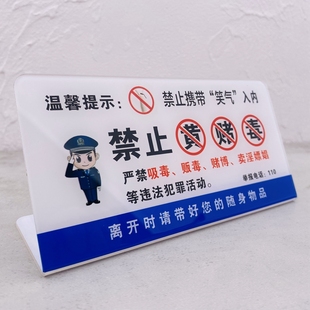 温馨提示： 禁止携带“笑气”入内
禁止 黄 赌 毒
严禁吸毒、贩毒、赌博、卖淫嫖娼
等违法犯罪活动。 举报电话：110
离开时请带好您的随身物品